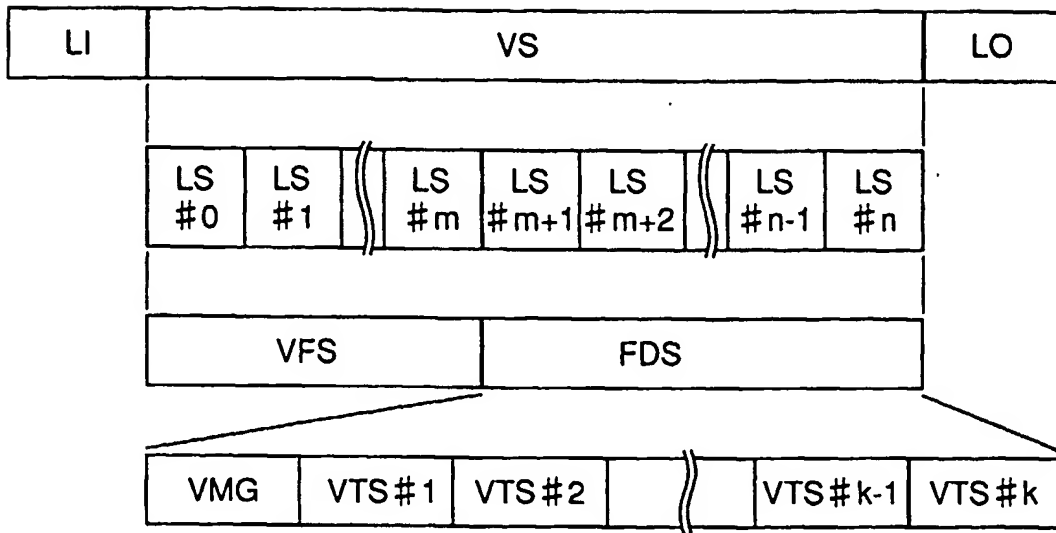 LI VS LO
LS #0 LS #1 LS #m LS #m+1 LS #m+2 LS #n-1 LS #n
VFS FDS
VMG VTS#1 VTS#2 VTS#k-1 VTS#k